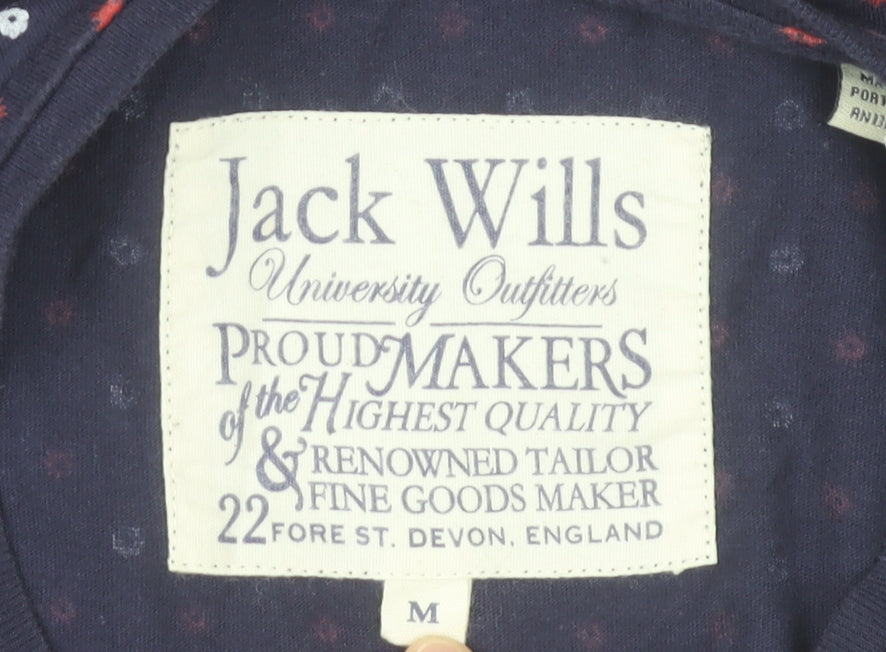 Jack Wills
University Outfitters
PROUD MAKERS
of the HIGHEST QUALITY
& RENOWNED TAILOR
FINE GOODS MAKER
22 FORE ST. DEVON, ENGLAND
M